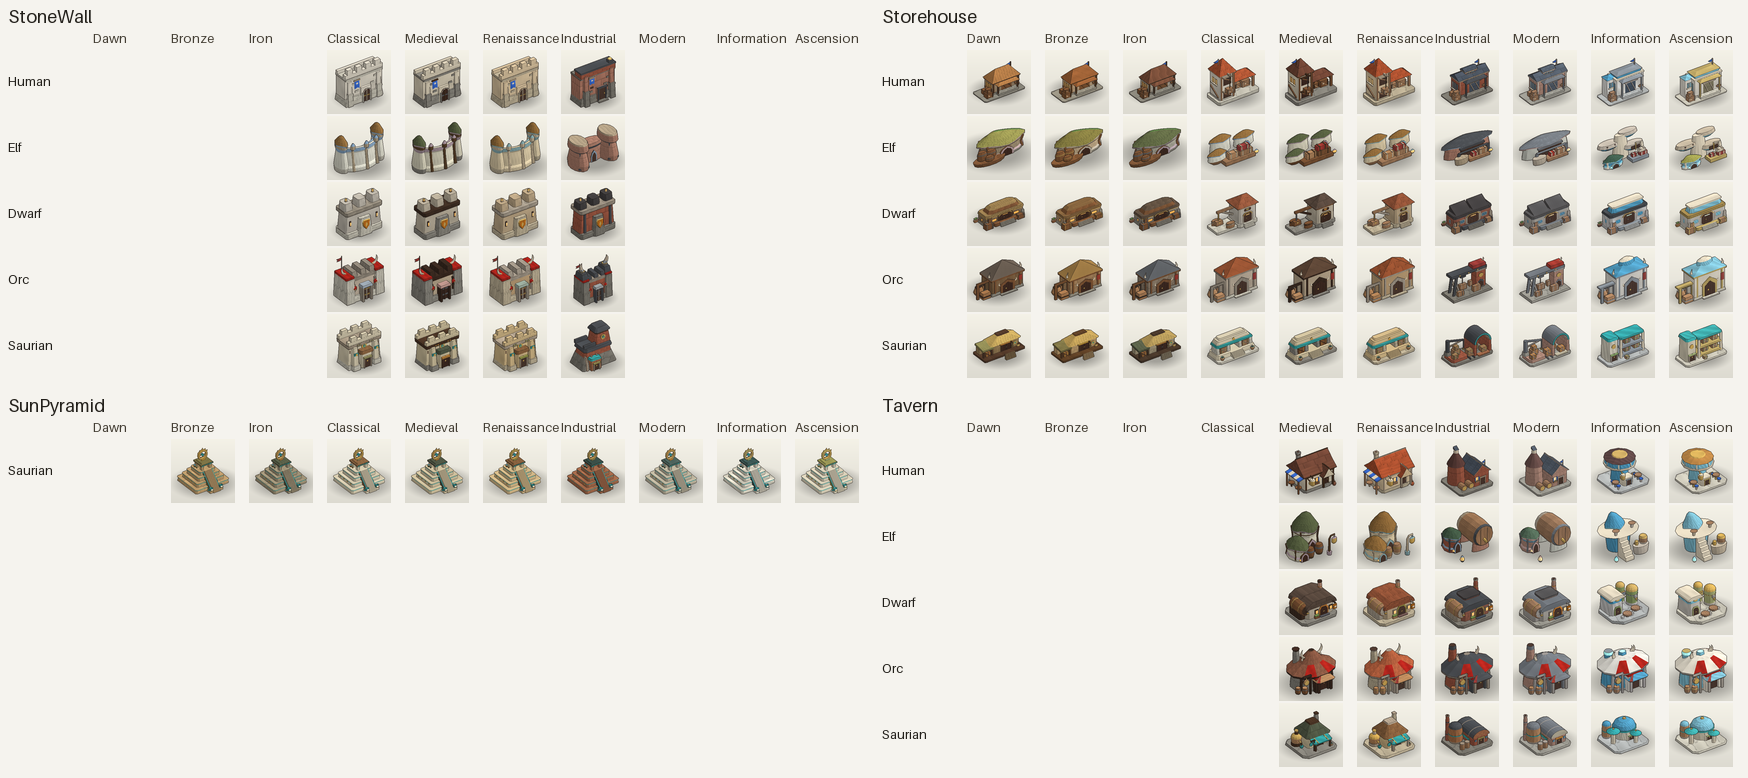 StoneWall
Dawn Bronze Iron Classical Medieval Renaissance Industrial Modern Information Ascension
Human
Elf
Dwarf
Orc
Saurian
Storehouse
Dawn Bronze Iron Classical Medieval Renaissance Industrial Modern Information Ascension
Human
Elf
Dwarf
Orc
Saurian
SunPyramid
Dawn Bronze Iron Classical Medieval Renaissance Industrial Modern Information Ascension
Saurian
Tavern
Dawn Bronze Iron Classical Medieval Renaissance Industrial Modern Information Ascension
Human
Elf
Dwarf
Orc
Saurian